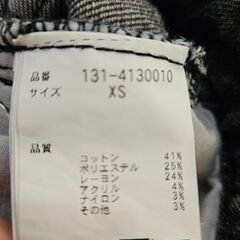 品番 131-4130010
サイズ XS
品質
コットン 41%
ポリエステル 25%
レーヨン 24%
アクリル 4%
ナイロン 3%
その他 3%